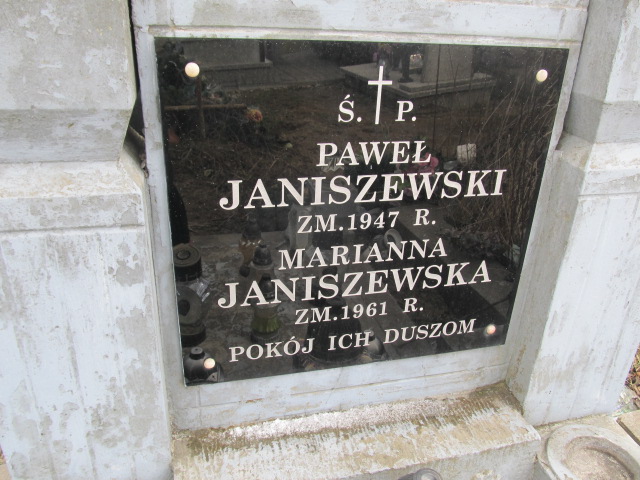 Ś. P.
PAWEŁ
JANISZEWSKI
ZM.1947 R.
MARIANNA
JANISZEWSKA
ZM.1961 R.
POKÓJ ICH DUSZOM